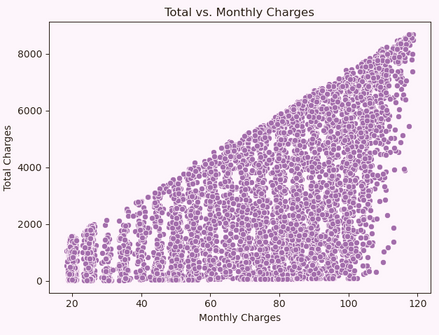 Total vs. Monthly Charges
8000
6000
4000
2000
0
Total Charges
20 40 60 80 100 120
Monthly Charges